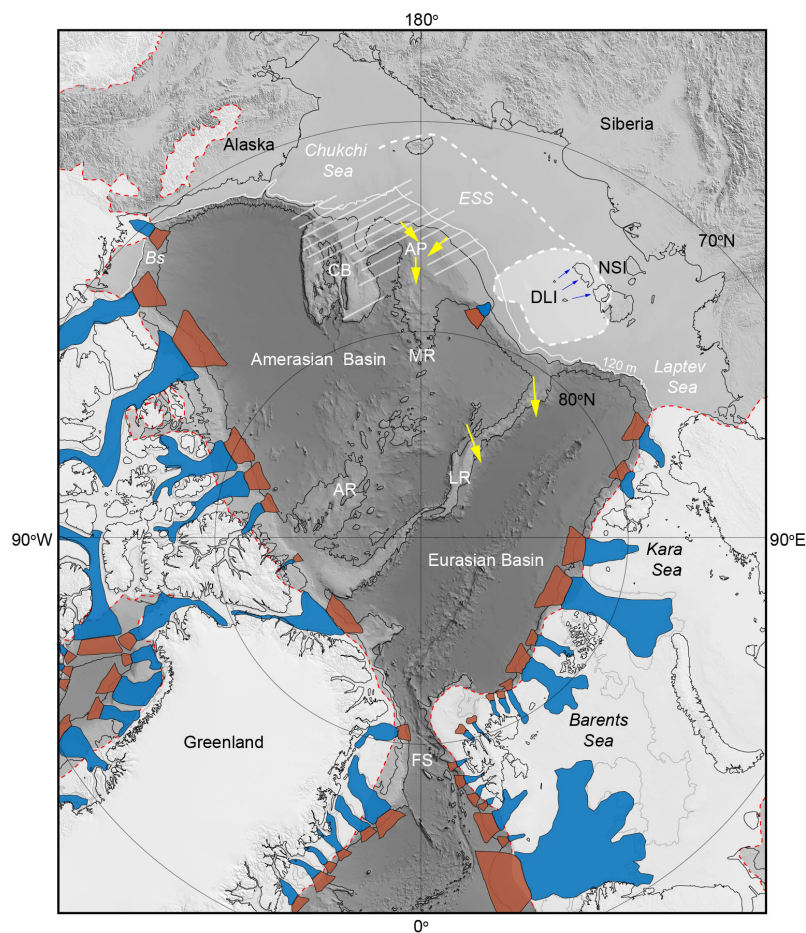 180°
Siberia
Alaska
Chukchi
Sea
ESS
70°N
AP
Bs
NSI
CB
DLI
MR
Amerasian Basin
120 m
Laptev
Sea
80°N
LR
AR
90°W
90°E
Eurasian Basin
Kara
Sea
Barents
Sea
Greenland
FS
0°